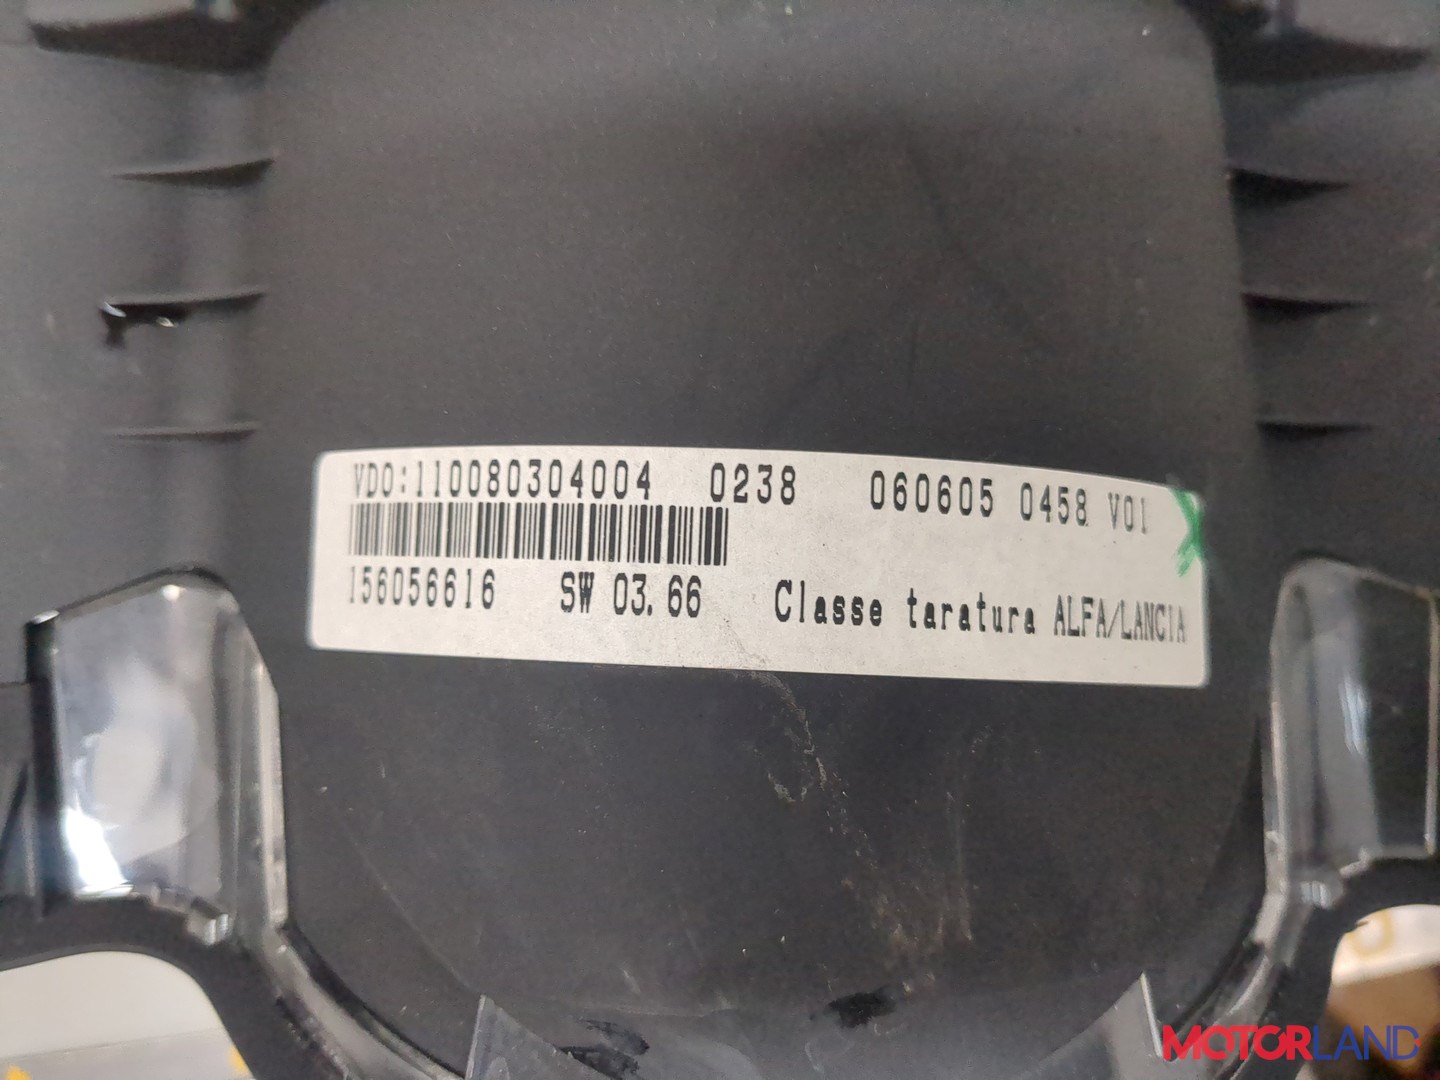 VDO:110080304004 0238 060605 0458 V01
156056616 SW 03.66 Classe taratura ALFA/LANCIA
MOTORLAND